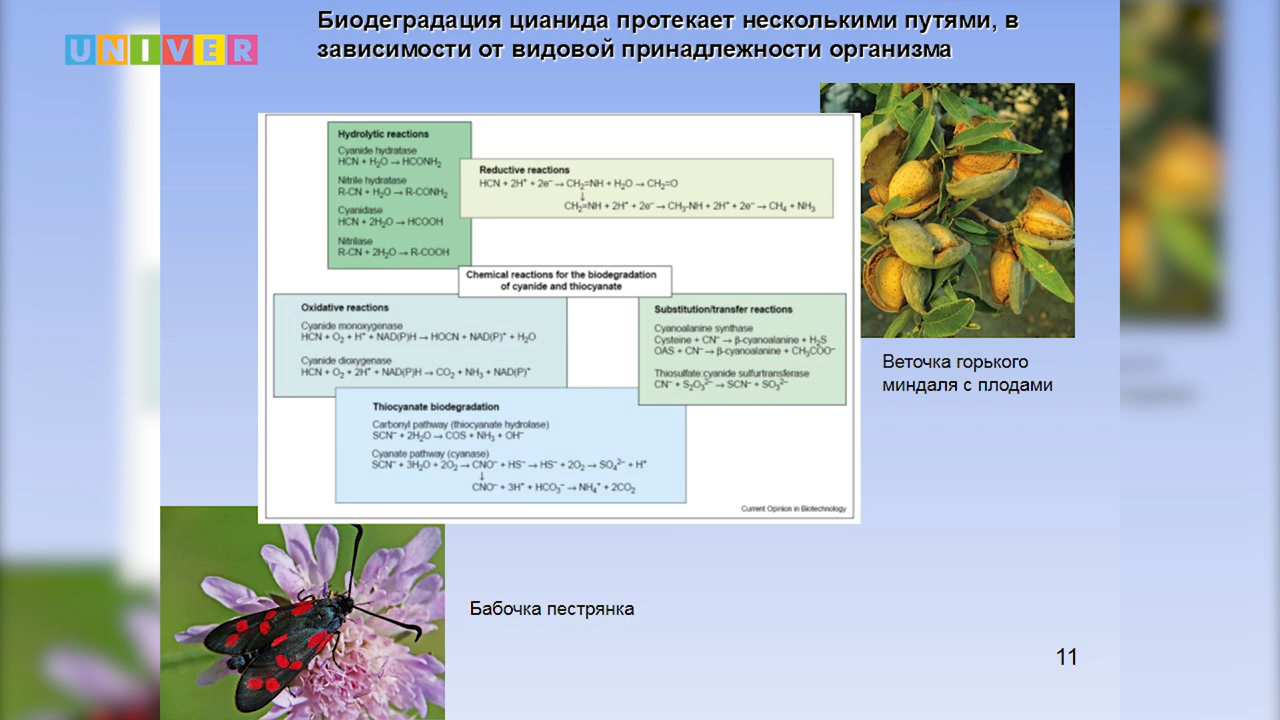 Биодеградация цианида протекает несколькими путями, в
зависимости от видовой принадлежности организма
UNIVER
Hydrolytic reactions
Cyanide hydratase
HCN + H₂O → HCONH₂
Nitrile hydratase
R-CN + H₂O → R-CONH₂
Cyanidase
HCN + 2H₂O → HCOOH
Nitrilase
R-CN + 2H₂O → R-COOH
Reductive reactions
HCN + 2H⁺ + 2e⁻ → CH₂=NH + H₂O → CH₂=O
↓
CH₂=NH + 2H⁺ + 2e⁻ → CH₃-NH + 2H⁺ + 2e⁻ → CH₄ + NH₃
Chemical reactions for the biodegradation
of cyanide and thiocyanate
Oxidative reactions
Cyanide monoxygenase
HCN + O₂ + H⁺ + NAD(P)H → HOCN + NAD(P)⁺ + H₂O
Cyanide dioxygenase
HCN + O₂ + 2H⁺ + NAD(P)H → CO₂ + NH₃ + NAD(P)⁺
Substitution/transfer reactions
Cyanoalanine synthase
Cysteine + CN⁻ → β-cyanoalanine + H₂S
OAS + CN⁻ → β-cyanoalanine + CH₃COO⁻
Thiosulfate:cyanide sulfurtransferase
CN⁻ + S₂O₃²⁻ → SCN⁻ + SO₃²⁻
Thiocyanate biodegradation
Carbonyl pathway (thiocyanate hydrolase)
SCN⁻ + 2H₂O → COS + NH₃ + OH⁻
Cyanate pathway (cyanase)
SCN⁻ + 3H₂O + 2O₂ → CNO⁻ + HS⁻ → HS⁻ + 2O₂ → SO₄²⁻ + H⁺
↓
CNO⁻ + 3H⁺ + HCO₃⁻ → NH₄⁺ + 2CO₂
Current Opinion in Biotechnology
Веточка горького
миндаля с плодами
Бабочка пестрянка
11